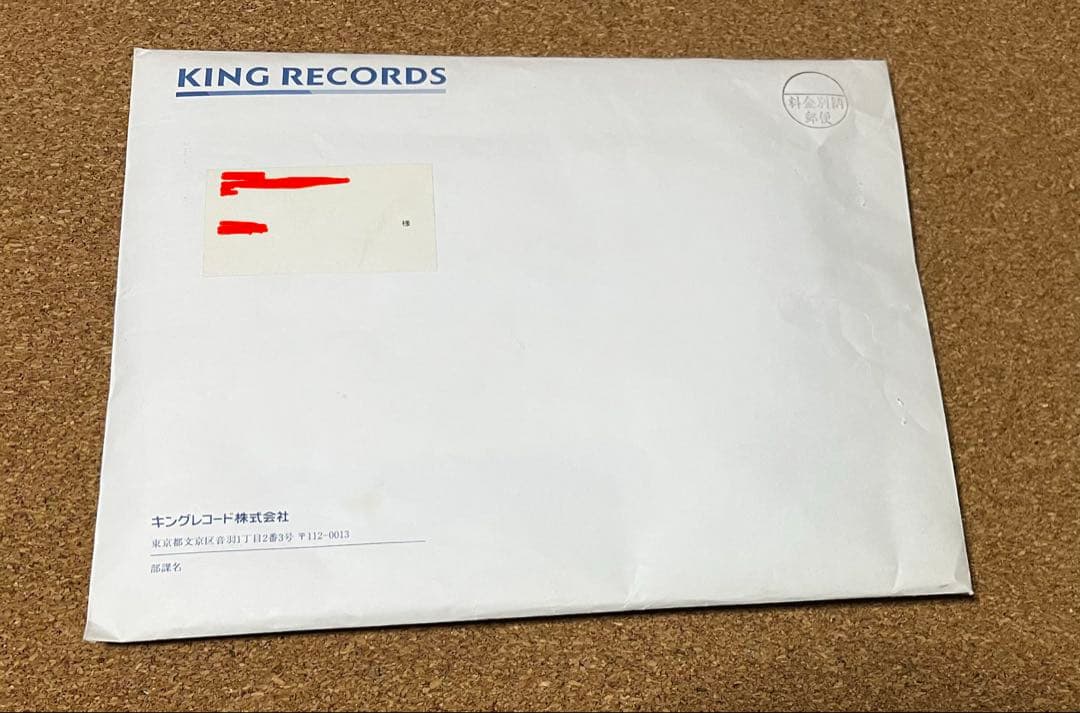 KING RECORDS
料金別納
郵便
様
キングレコード株式会社
東京都文京区音羽1丁目2番3号 〒112-0013
部課名